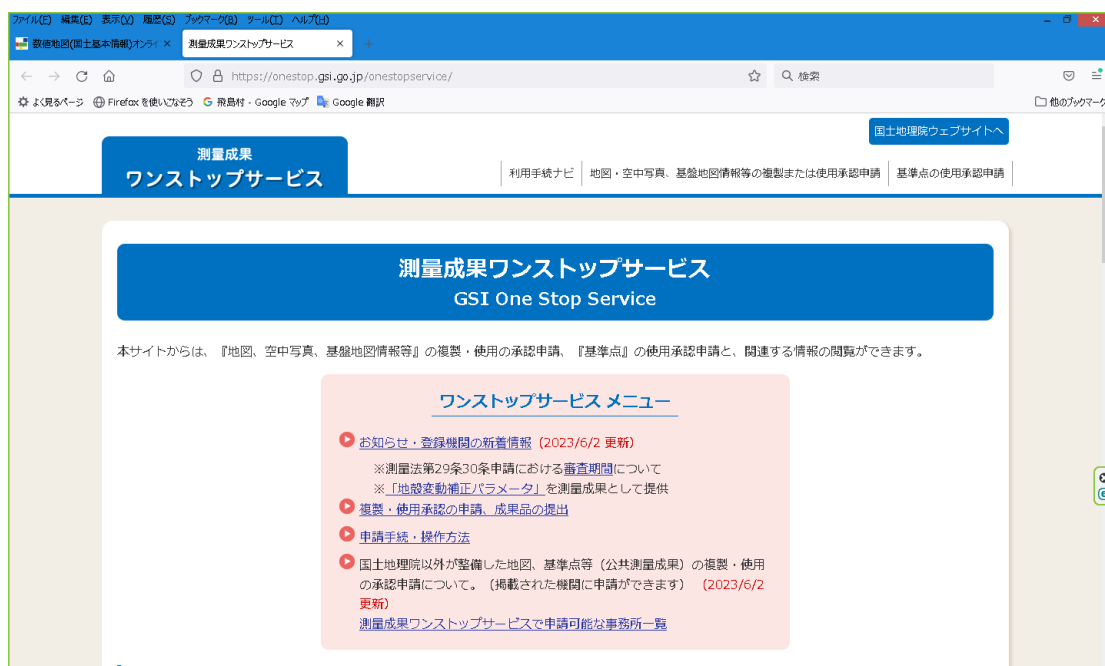 ファイル(F) 編集(E) 表示(V) 履歴(S) ブックマーク(B) ツール(T) ヘルプ(H)
数値地図(国土基本情報)オンライ × 測量成果ワンストップサービス × +
https://onestop.gsi.go.jp/onestopservice/ 検索
よく見るページ Firefox を使いこなそう 飛島村 - Google マップ Google 翻訳 他のブックマーク
国土地理院ウェブサイトへ
測量成果
ワンストップサービス
利用手続ナビ 地図・空中写真、基盤地図情報等の複製または使用承認申請 基準点の使用承認申請
測量成果ワンストップサービス
GSI One Stop Service
本サイトからは、『地図、空中写真、基盤地図情報等』の複製・使用の承認申請、『基準点』の使用承認申請と、関連する情報の閲覧ができます。
ワンストップサービス メニュー
お知らせ・登録機関の新着情報 (2023/6/2 更新)
※測量法第29条30条申請における審査期間について
※「地殻変動補正パラメータ」を測量成果として提供
複製・使用承認の申請、成果品の提出
申請手続・操作方法
国土地理院以外が整備した地図、基準点等（公共測量成果）の複製・使用
の承認申請について。（掲載された機関に申請ができます） (2023/6/2
更新)
測量成果ワンストップサービスで申請可能な事務所一覧